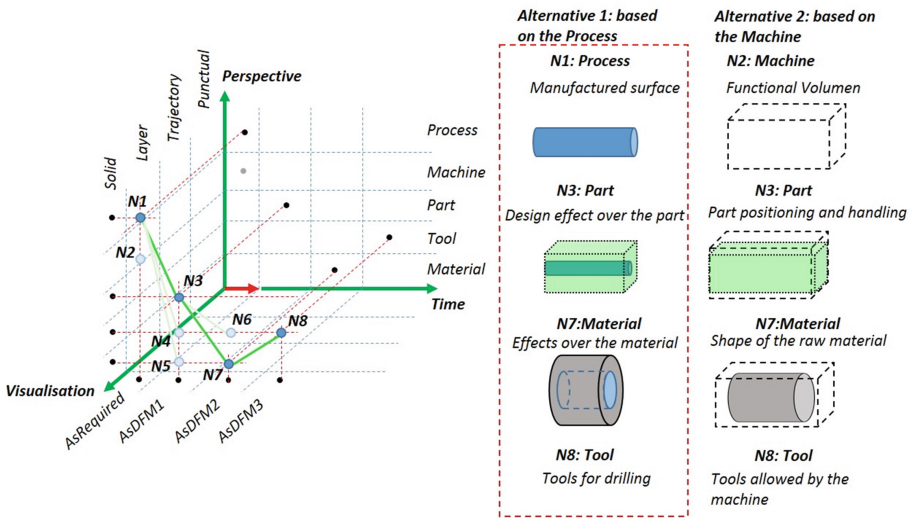 Perspective
Punctual
Trajectory
Layer
Solid
Process
Machine
Part
Tool
Material
Time
Visualisation
AsRequired
AsDFM1
AsDFM2
AsDFM3
N1
N2
N3
N4
N5
N6
N7
N8
Alternative 1: based
on the Process
N1: Process
Manufactured surface
N3: Part
Design effect over the part
N7:Material
Effects over the material
N8: Tool
Tools for drilling
Alternative 2: based on
the Machine
N2: Machine
Functional Volumen
N3: Part
Part positioning and handling
N7:Material
Shape of the raw material
N8: Tool
Tools allowed by the
machine